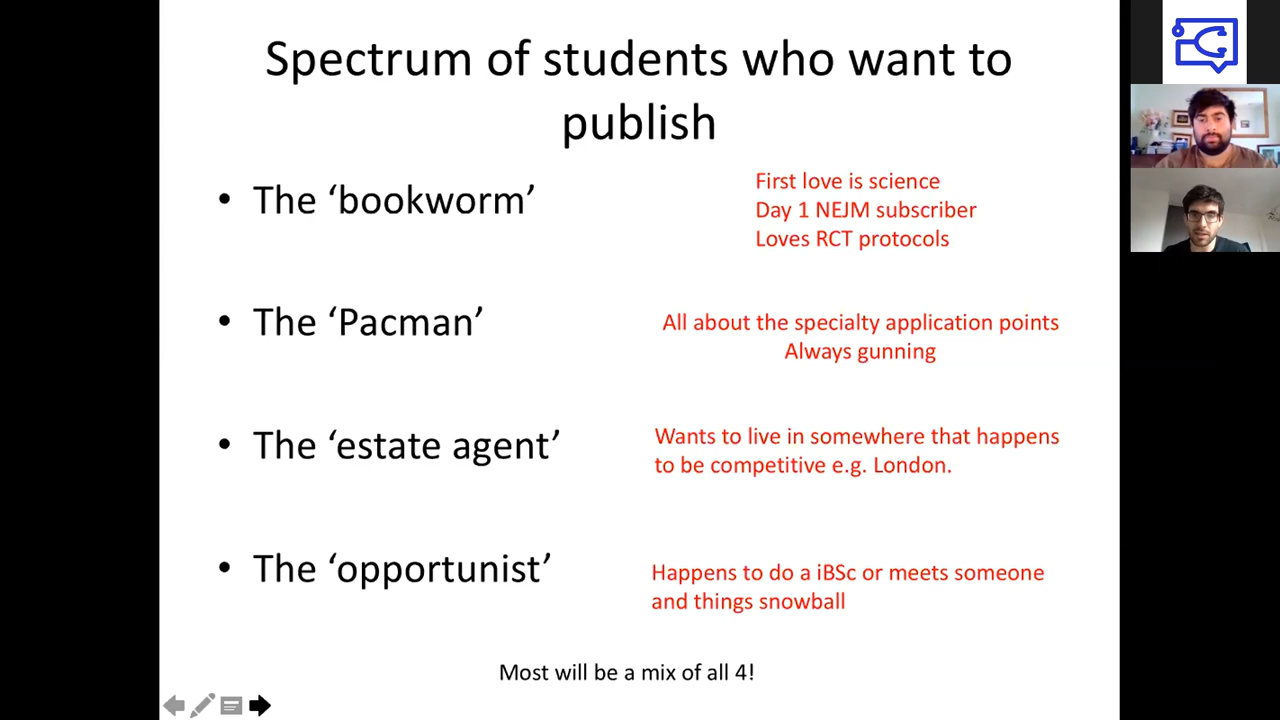 Spectrum of students who want to
publish
• The ‘bookworm’
First love is science
Day 1 NEJM subscriber
Loves RCT protocols
• The ‘Pacman’
All about the specialty application points
Always gunning
• The ‘estate agent’
Wants to live in somewhere that happens
to be competitive e.g. London.
• The ‘opportunist’
Happens to do a iBSc or meets someone
and things snowball
Most will be a mix of all 4!